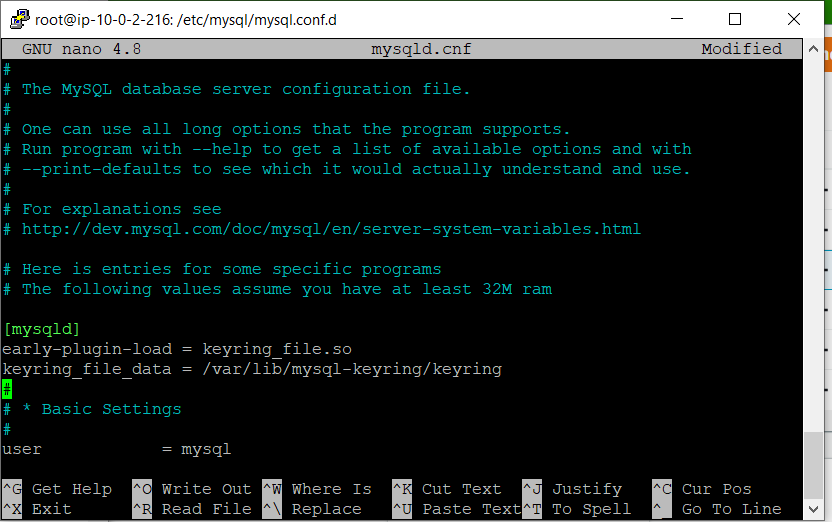 root@ip-10-0-2-216: /etc/mysql/mysql.conf.d
GNU nano 4.8 mysqld.cnf Modified
#
# The MySQL database server configuration file.
#
# One can use all long options that the program supports.
# Run program with --help to get a list of available options and with
# --print-defaults to see which it would actually understand and use.
#
# For explanations see
# http://dev.mysql.com/doc/mysql/en/server-system-variables.html

# Here is entries for some specific programs
# The following values assume you have at least 32M ram

[mysqld]
early-plugin-load = keyring_file.so
keyring_file_data = /var/lib/mysql-keyring/keyring
#
# * Basic Settings
#
user = mysql
^G Get Help ^O Write Out ^W Where Is ^K Cut Text ^J Justify ^C Cur Pos
^X Exit ^R Read File ^\ Replace ^U Paste Text ^T To Spell ^_ Go To Line